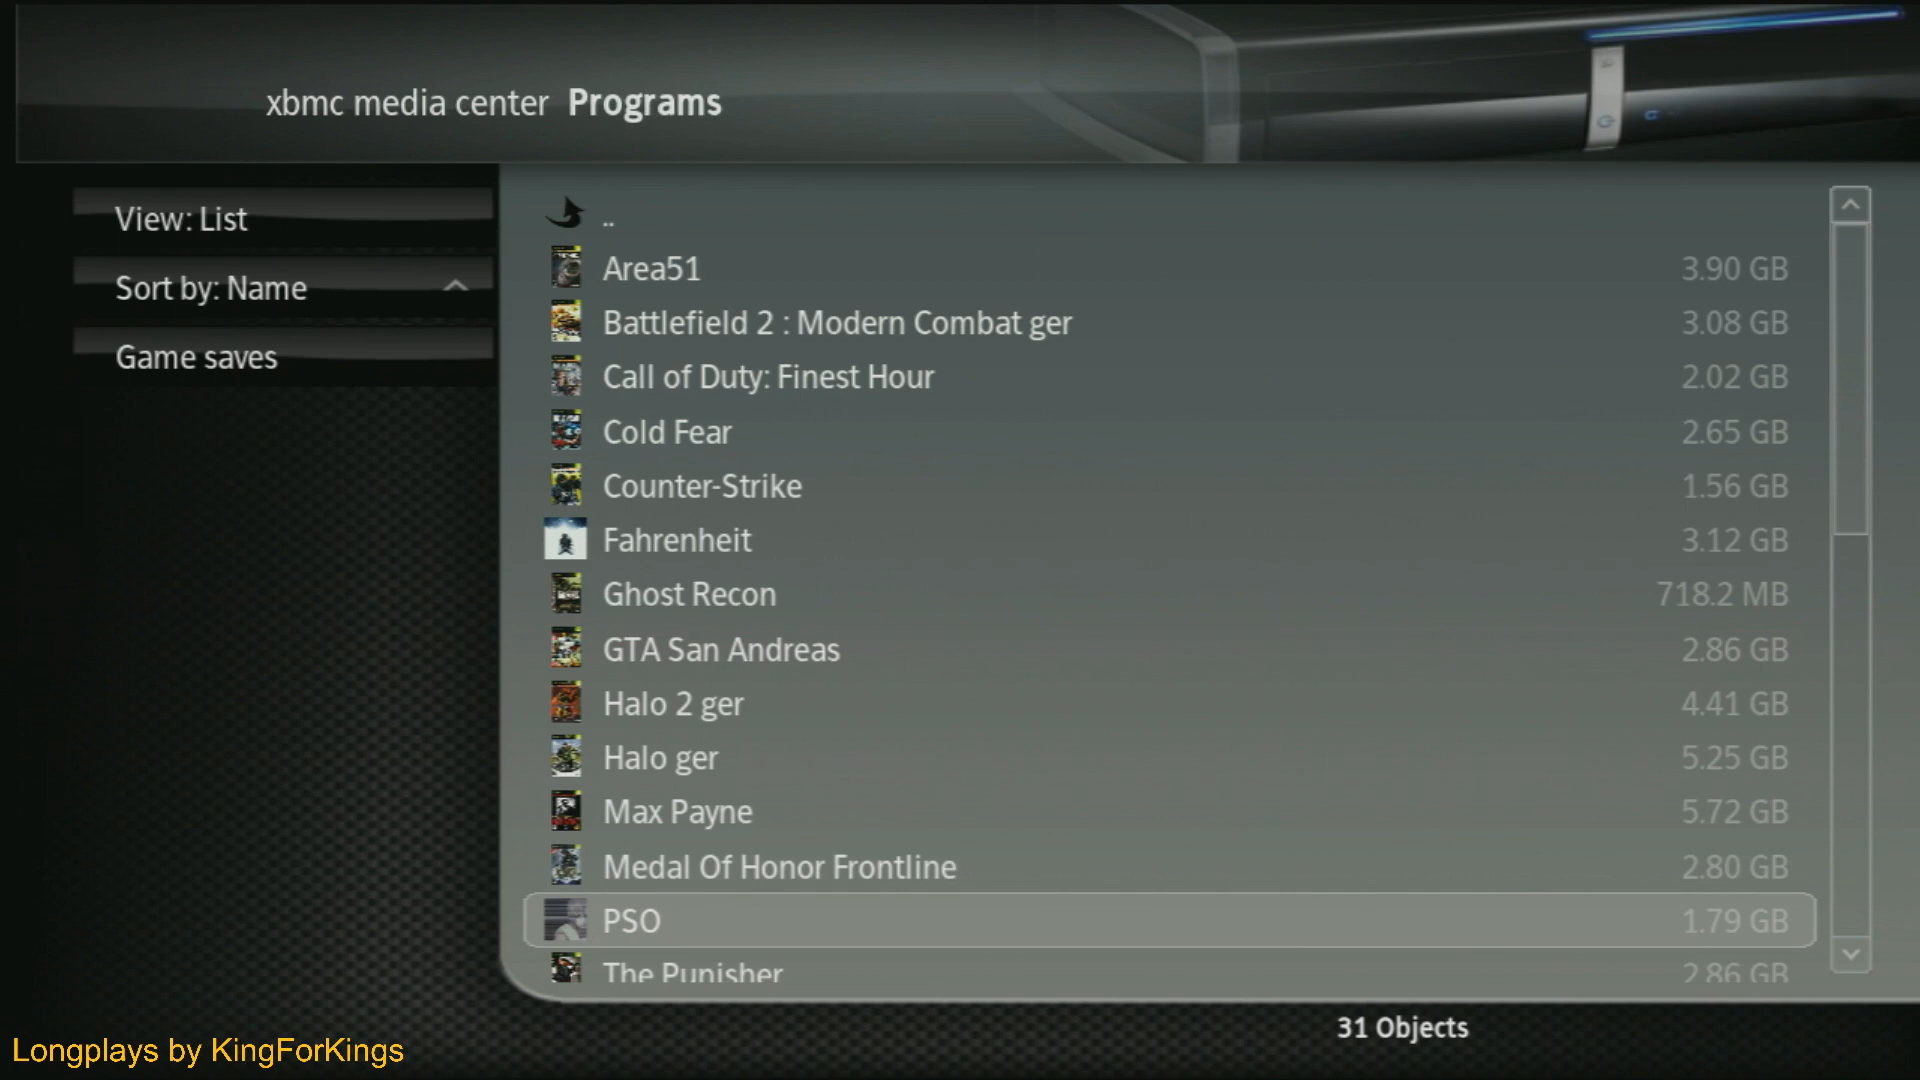 xbmc media center Programs
View: List
Sort by: Name
Game saves
..
Area51 3.90 GB
Battlefield 2 : Modern Combat ger 3.08 GB
Call of Duty: Finest Hour 2.02 GB
Cold Fear 2.65 GB
Counter-Strike 1.56 GB
Fahrenheit 3.12 GB
Ghost Recon 718.2 MB
GTA San Andreas 2.86 GB
Halo 2 ger 4.41 GB
Halo ger 5.25 GB
Max Payne 5.72 GB
Medal Of Honor Frontline 2.80 GB
PSO 1.79 GB
The Punisher 2.86 GB
31 Objects
Longplays by KingForKings